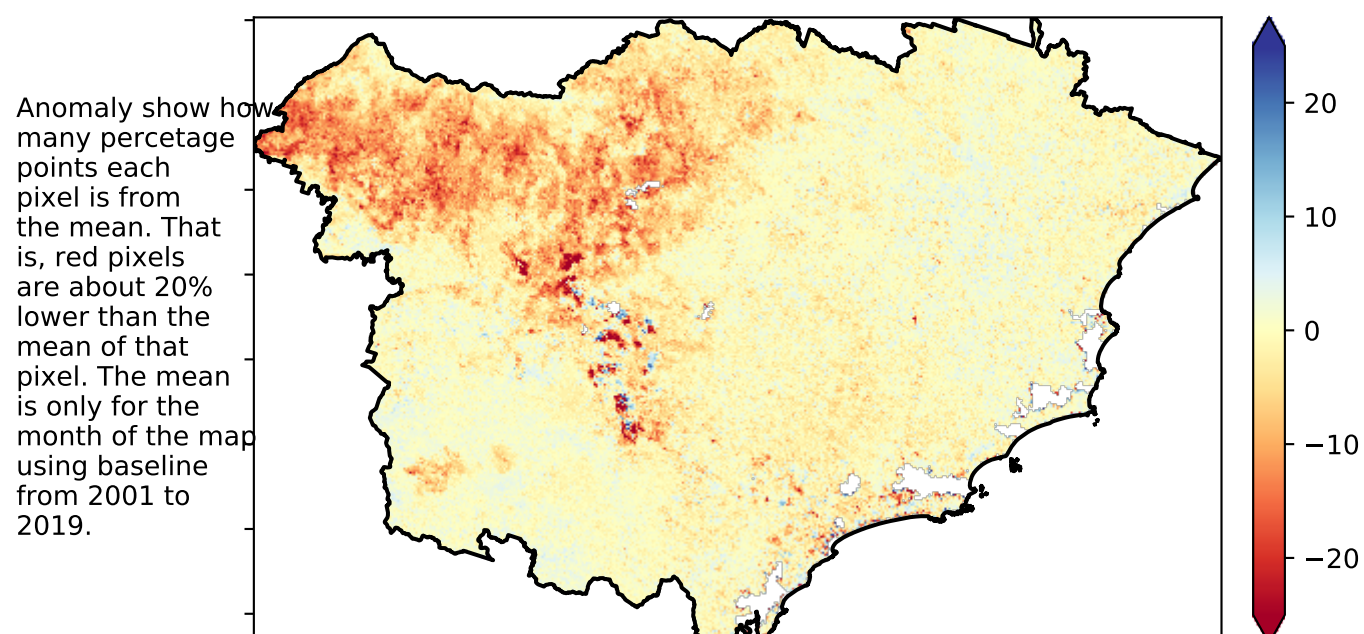 Anomaly show how
many percetage
points each
pixel is from
the mean. That
is, red pixels
are about 20%
lower than the
mean of that
pixel. The mean
is only for the
month of the map
using baseline
from 2001 to
2019.
20
10
0
−10
−20